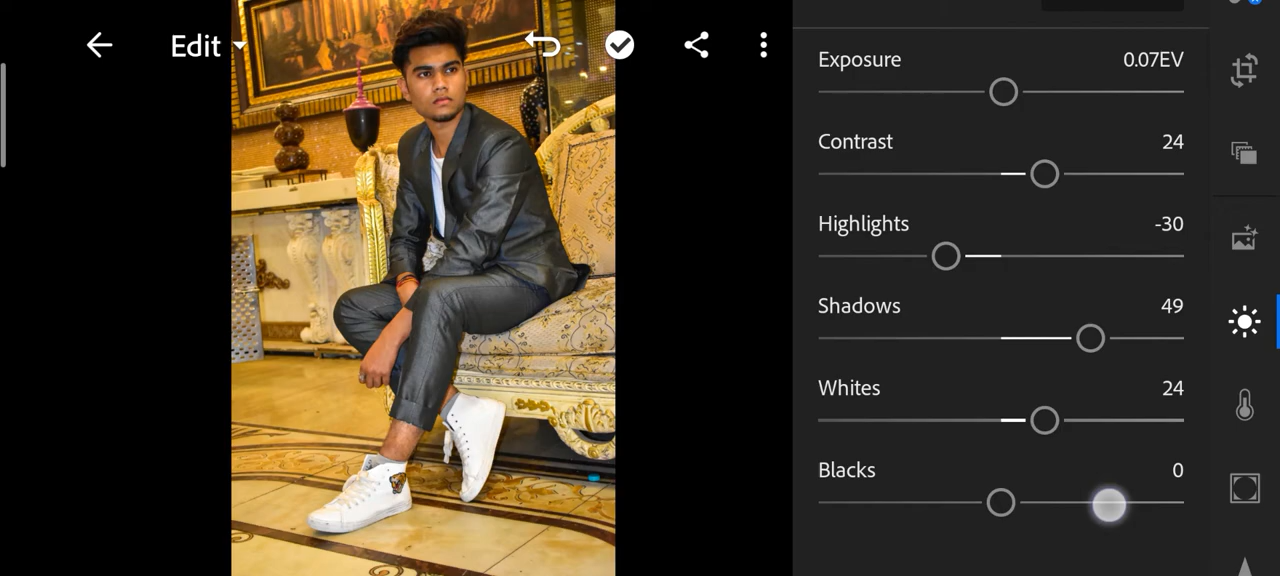 Edit
Exposure 0.07EV
Contrast 24
Highlights -30
Shadows 49
Whites 24
Blacks 0